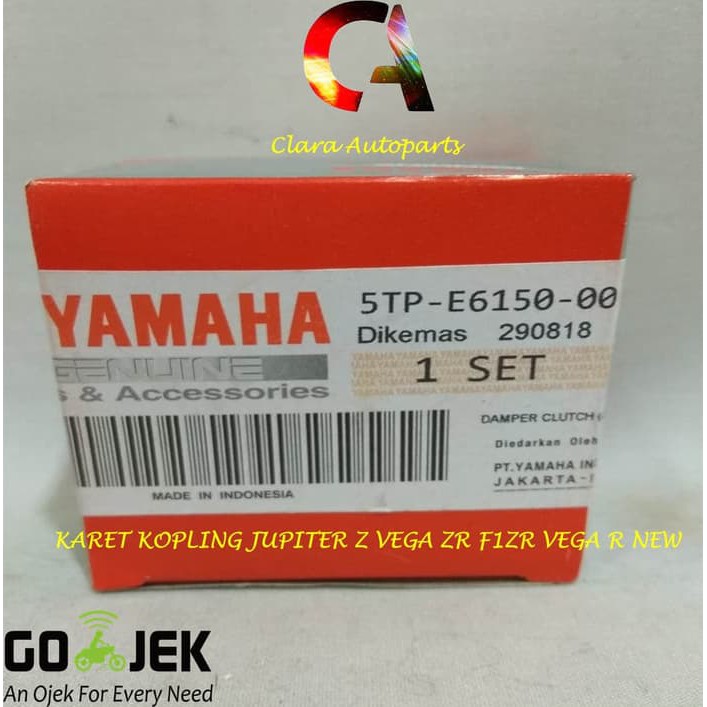 CA
Clara Autoparts
YAMAHA
GENUINE
s & Accessories
5TP-E6150-00
Dikemas 290818
1 SET
DAMPER CLUTCH
Diedarkan Oleh
PT.YAMAHA IN
JAKARTA-
MADE IN INDONESIA
KARET KOPLING JUPITER Z VEGA ZR F1ZR VEGA R NEW
GO JEK
An Ojek For Every Need